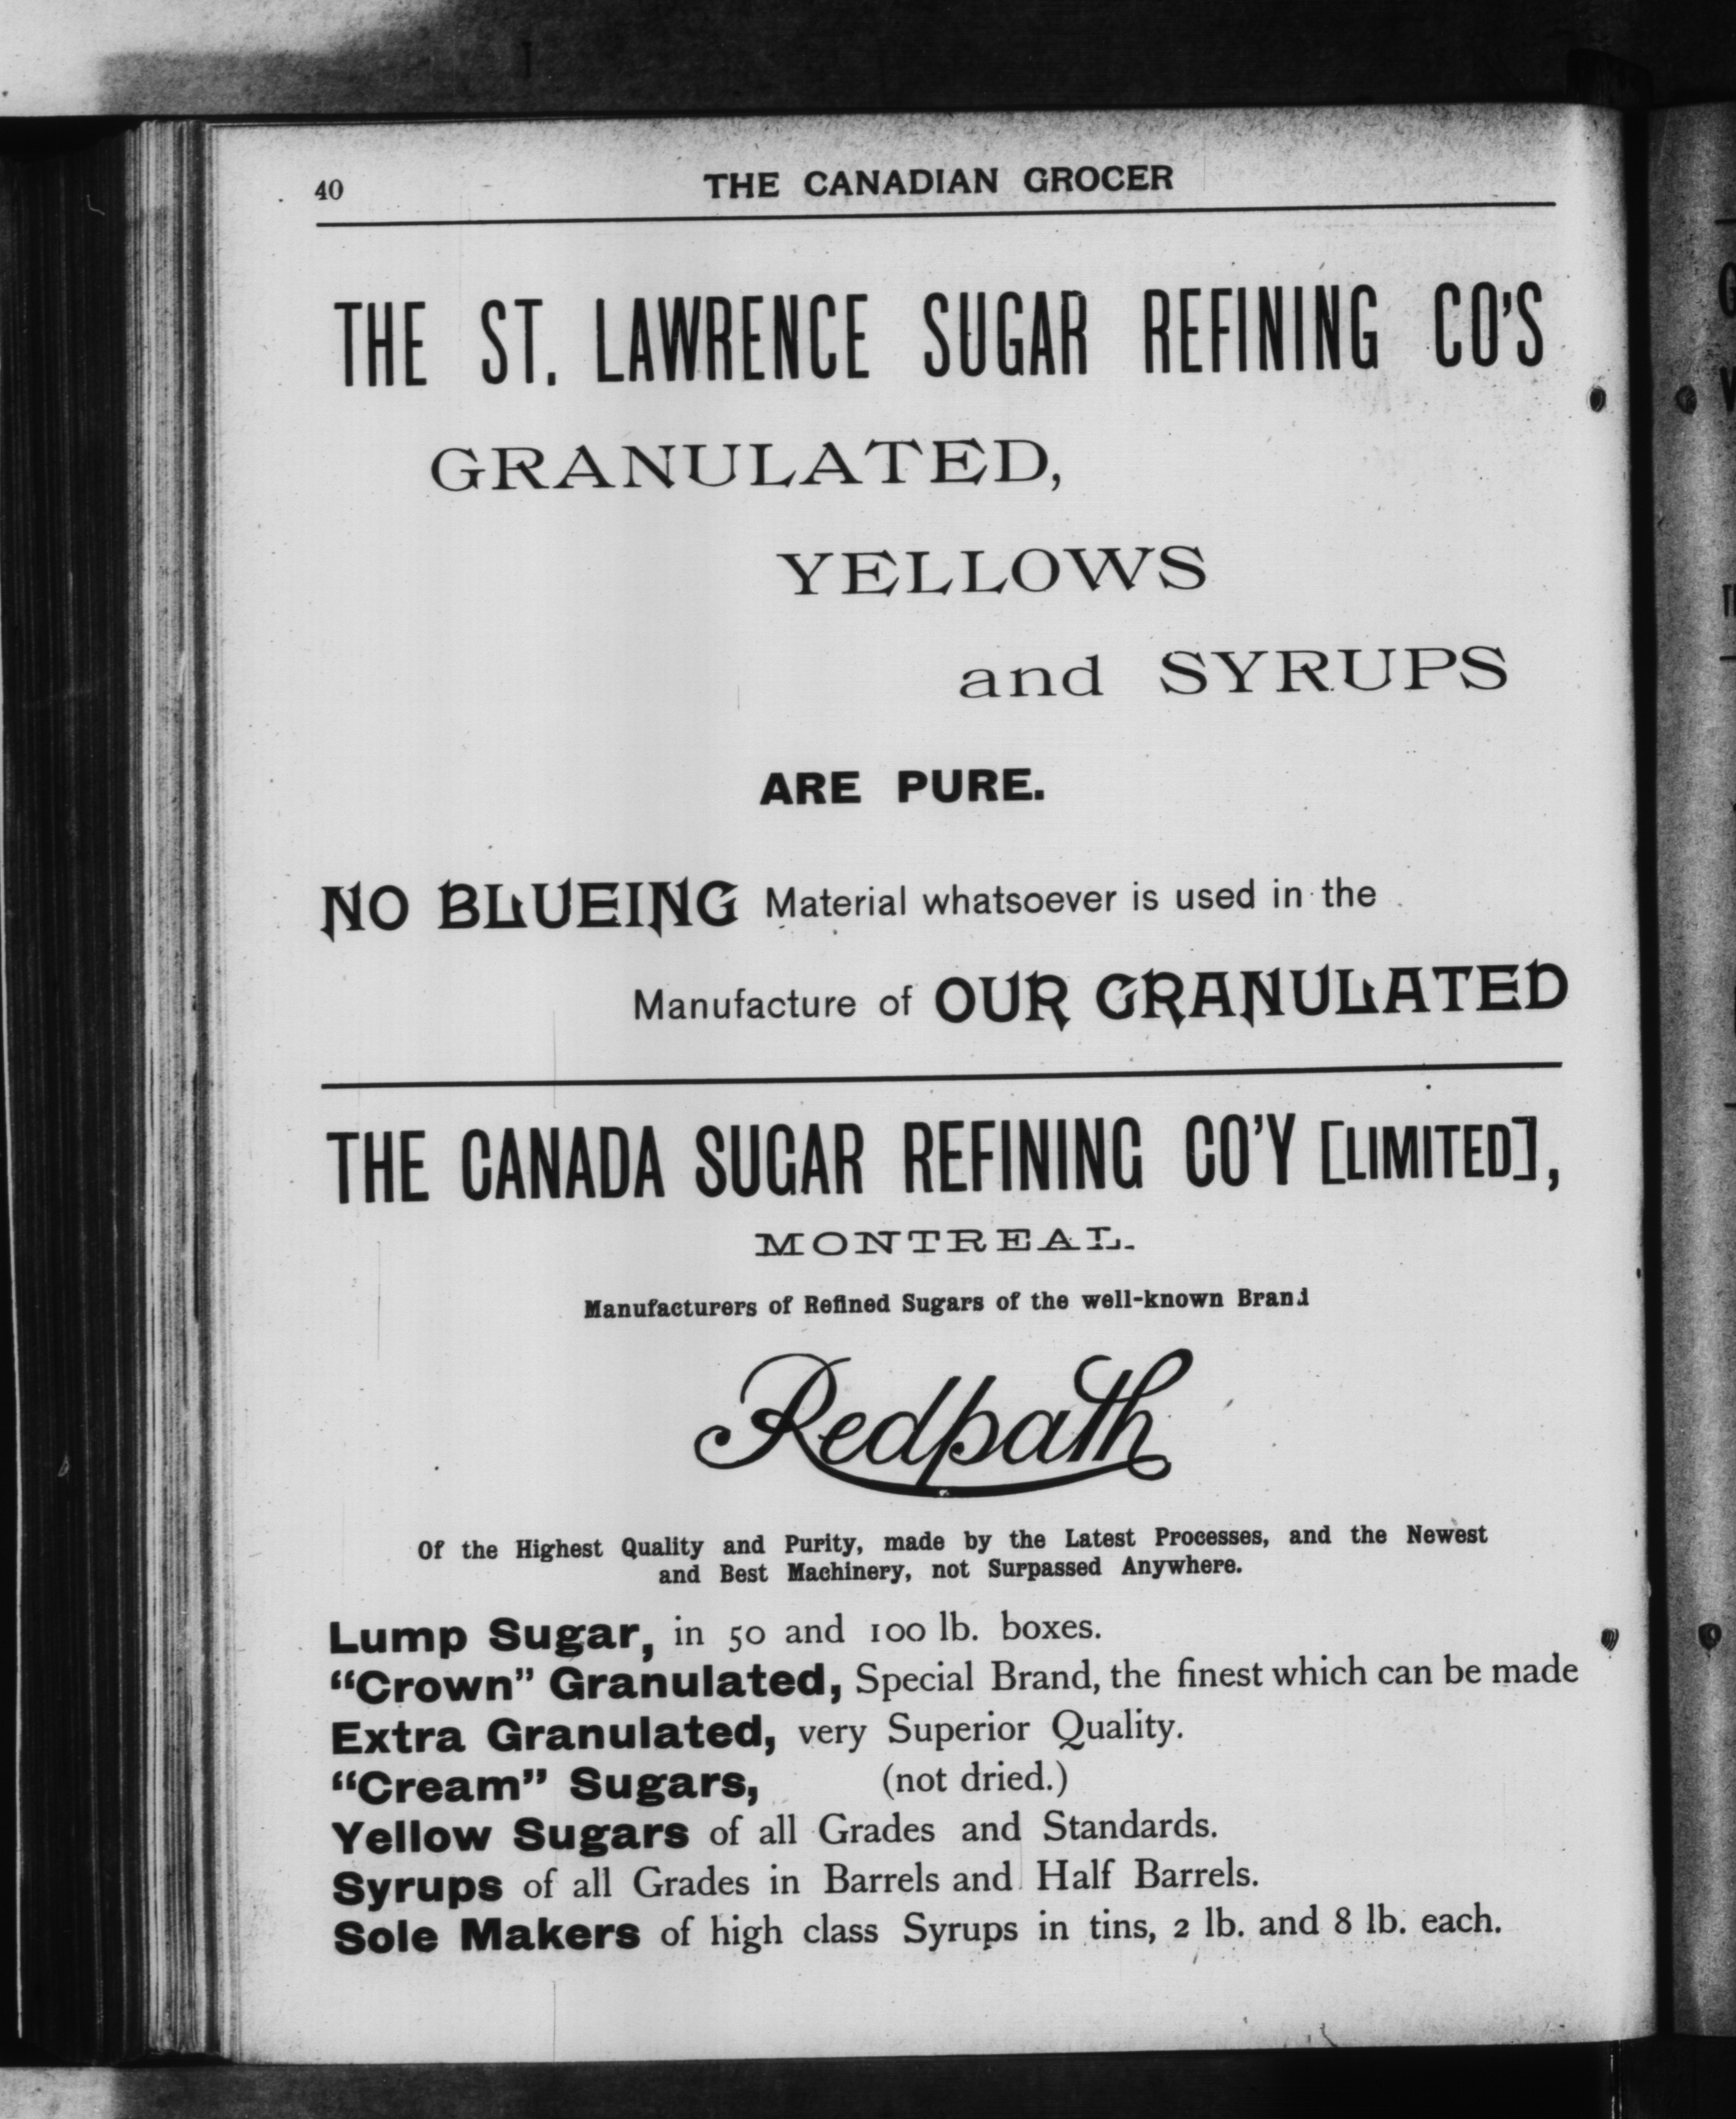 40
THE CANADIAN GROCER
THE ST. LAWRENCE SUGAR REFINING CO'S
GRANULATED,
YELLOWS
and SYRUPS
ARE PURE.
NO BLUEING Material whatsoever is used in the
Manufacture of OUR GRANULATED
THE CANADA SUGAR REFINING CO'Y [LIMITED],
MONTREAL.
Manufacturers of Refined Sugars of the well-known Brand
Redpath
Of the Highest Quality and Purity, made by the Latest Processes, and the Newest
and Best Machinery, not Surpassed Anywhere.
Lump Sugar, in 50 and 100 lb. boxes.
"Crown" Granulated, Special Brand, the finest which can be made
Extra Granulated, very Superior Quality.
"Cream" Sugars, (not dried.)
Yellow Sugars of all Grades and Standards.
Syrups of all Grades in Barrels and Half Barrels.
Sole Makers of high class Syrups in tins, 2 lb. and 8 lb. each.